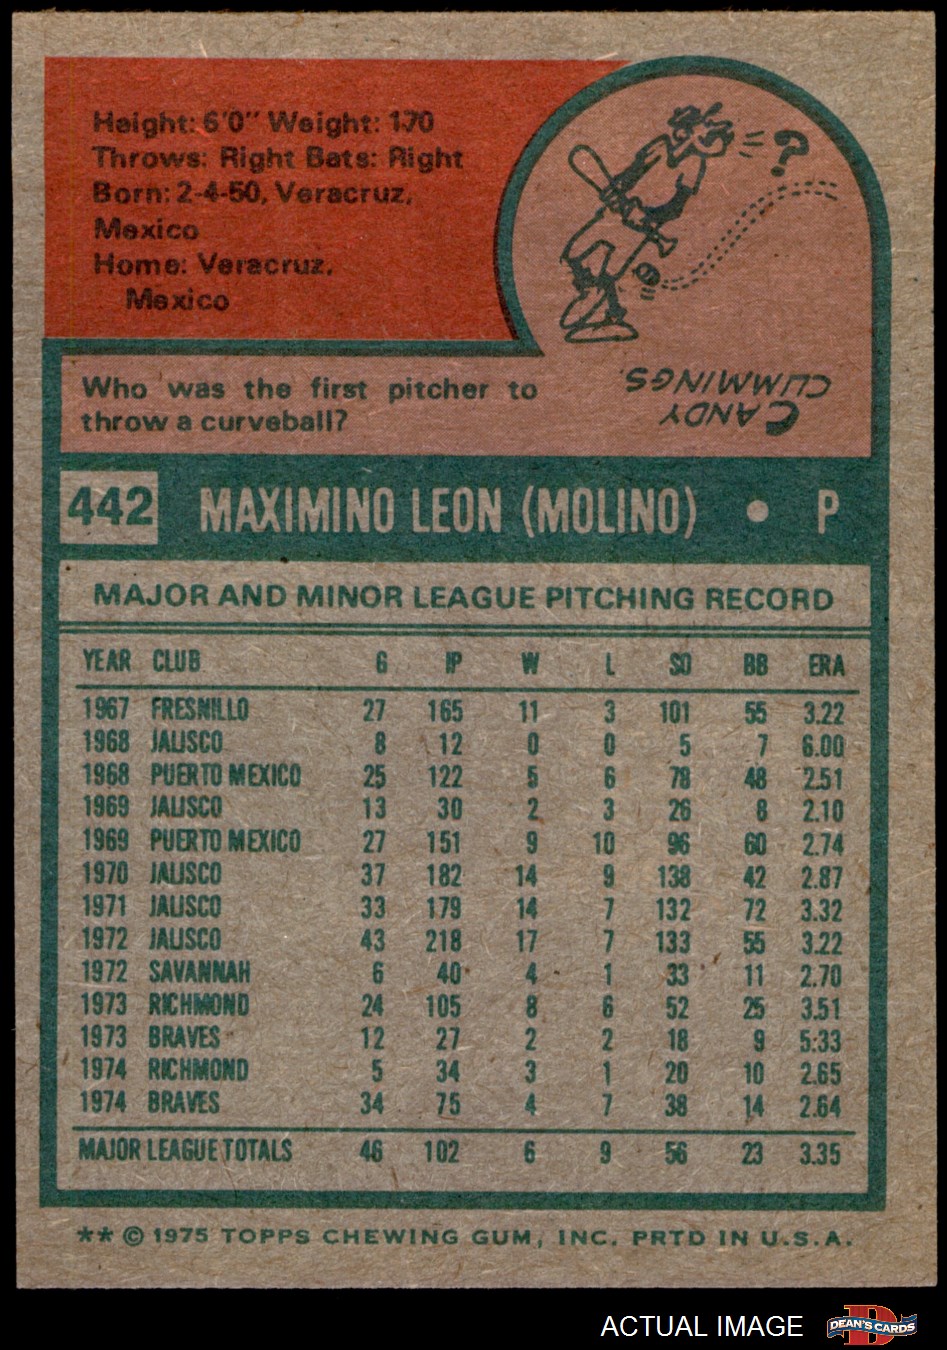 Height: 6'0" Weight: 170
Throws: Right Bats: Right
Born: 2-4-50, Veracruz,
Mexico
Home: Veracruz,
Mexico
?
Who was the first pitcher to
throw a curveball?
CANDY
CUMMINGS.
442 MAXIMINO LEON (MOLINO) • P
MAJOR AND MINOR LEAGUE PITCHING RECORD
YEAR CLUB G IP W L SO BB ERA
1967 FRESNILLO 27 165 11 3 101 55 3.22
1968 JALISCO 8 12 0 0 5 7 6.00
1968 PUERTO MEXICO 25 122 5 6 78 48 2.51
1969 JALISCO 13 30 2 3 26 8 2.10
1969 PUERTO MEXICO 27 151 9 10 96 60 2.74
1970 JALISCO 37 182 14 9 138 42 2.87
1971 JALISCO 33 179 14 7 132 72 3.32
1972 JALISCO 43 218 17 7 133 55 3.22
1972 SAVANNAH 6 40 4 1 33 11 2.70
1973 RICHMOND 24 105 8 6 52 25 3.51
1973 BRAVES 12 27 2 2 18 9 5:33
1974 RICHMOND 5 34 3 1 20 10 2.65
1974 BRAVES 34 75 4 7 38 14 2.64
MAJOR LEAGUE TOTALS 46 102 6 9 56 23 3.35
** © 1975 TOPPS CHEWING GUM, INC. PRTD IN U.S.A.
ACTUAL IMAGE
D
DEAN'S CARDS